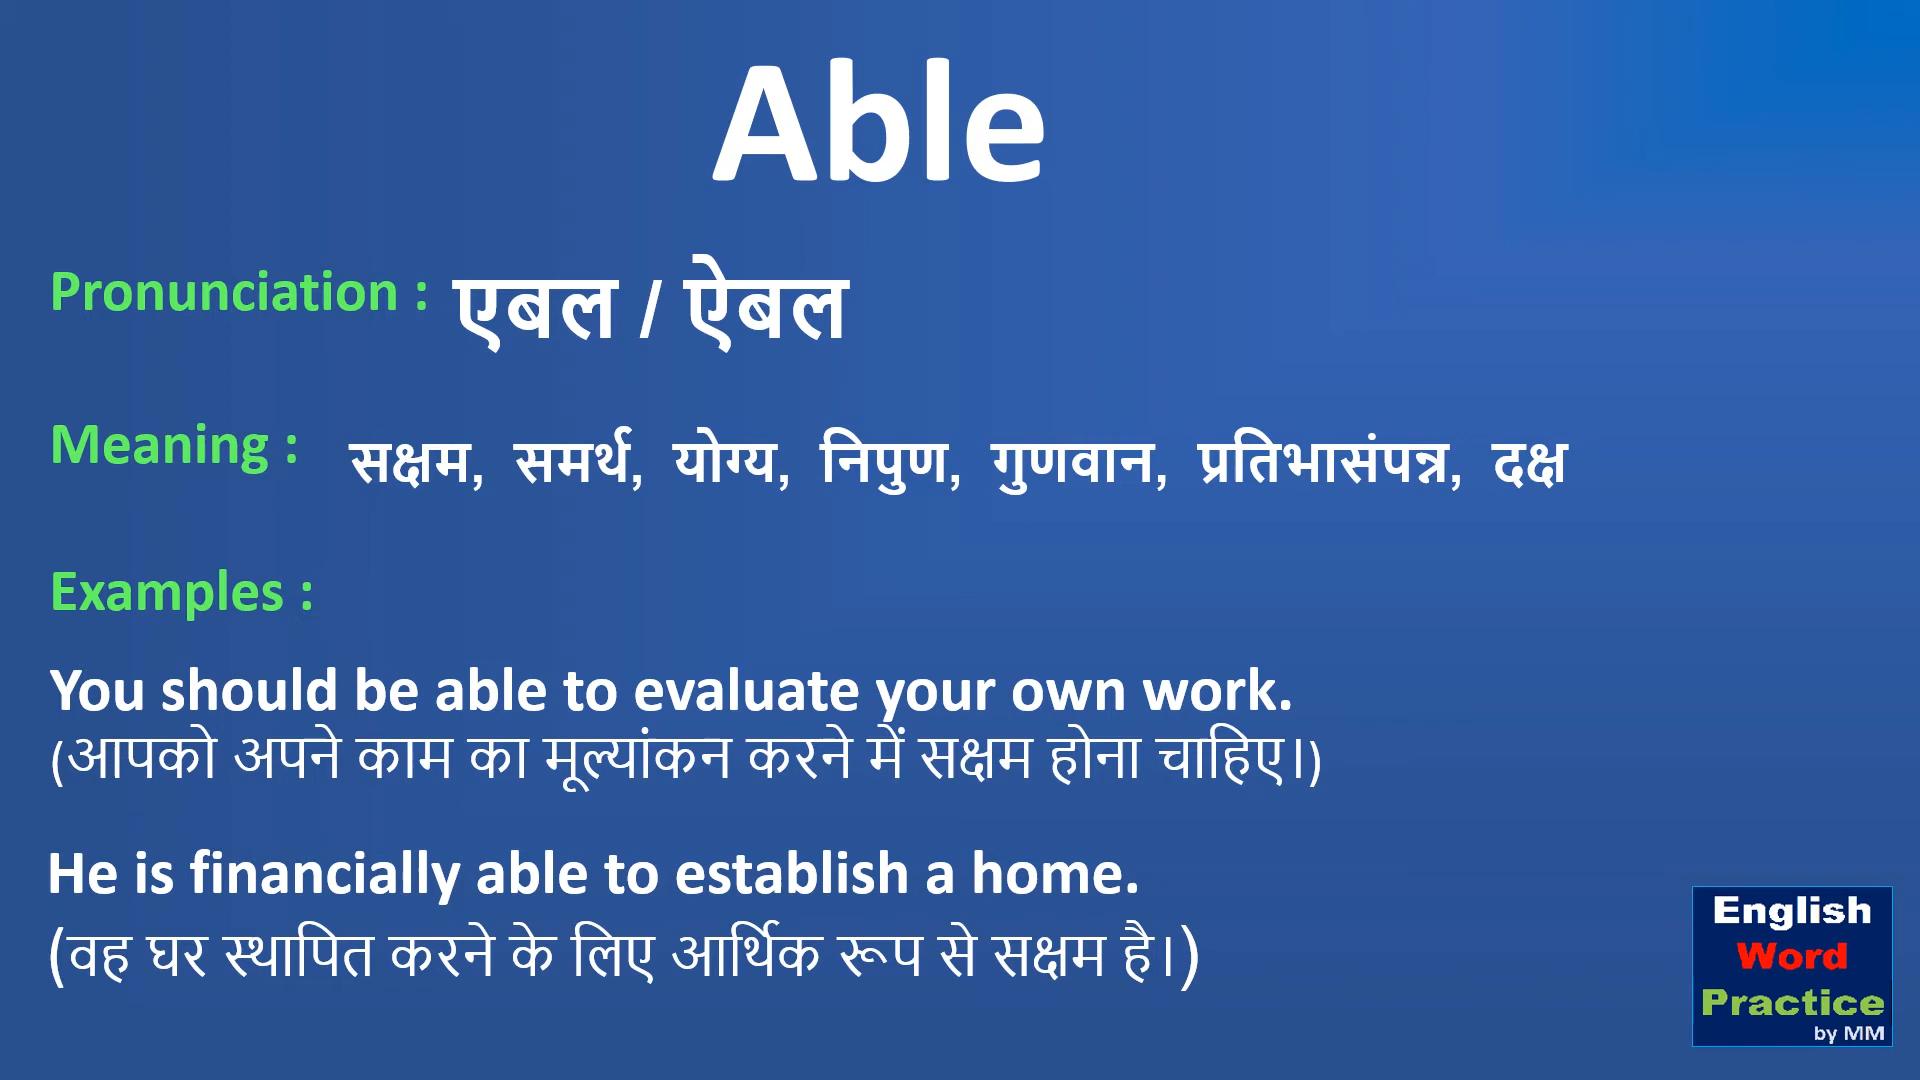 Able
Pronunciation : एबल / ऐबल
Meaning : सक्षम, समर्थ, योग्य, निपुण, गुणवान, प्रतिभासंपन्न, दक्ष
Examples :
You should be able to evaluate your own work.
(आपको अपने काम का मूल्यांकन करने में सक्षम होना चाहिए।)
He is financially able to establish a home.
(वह घर स्थापित करने के लिए आर्थिक रूप से सक्षम है।)
English
Word
Practice
by MM